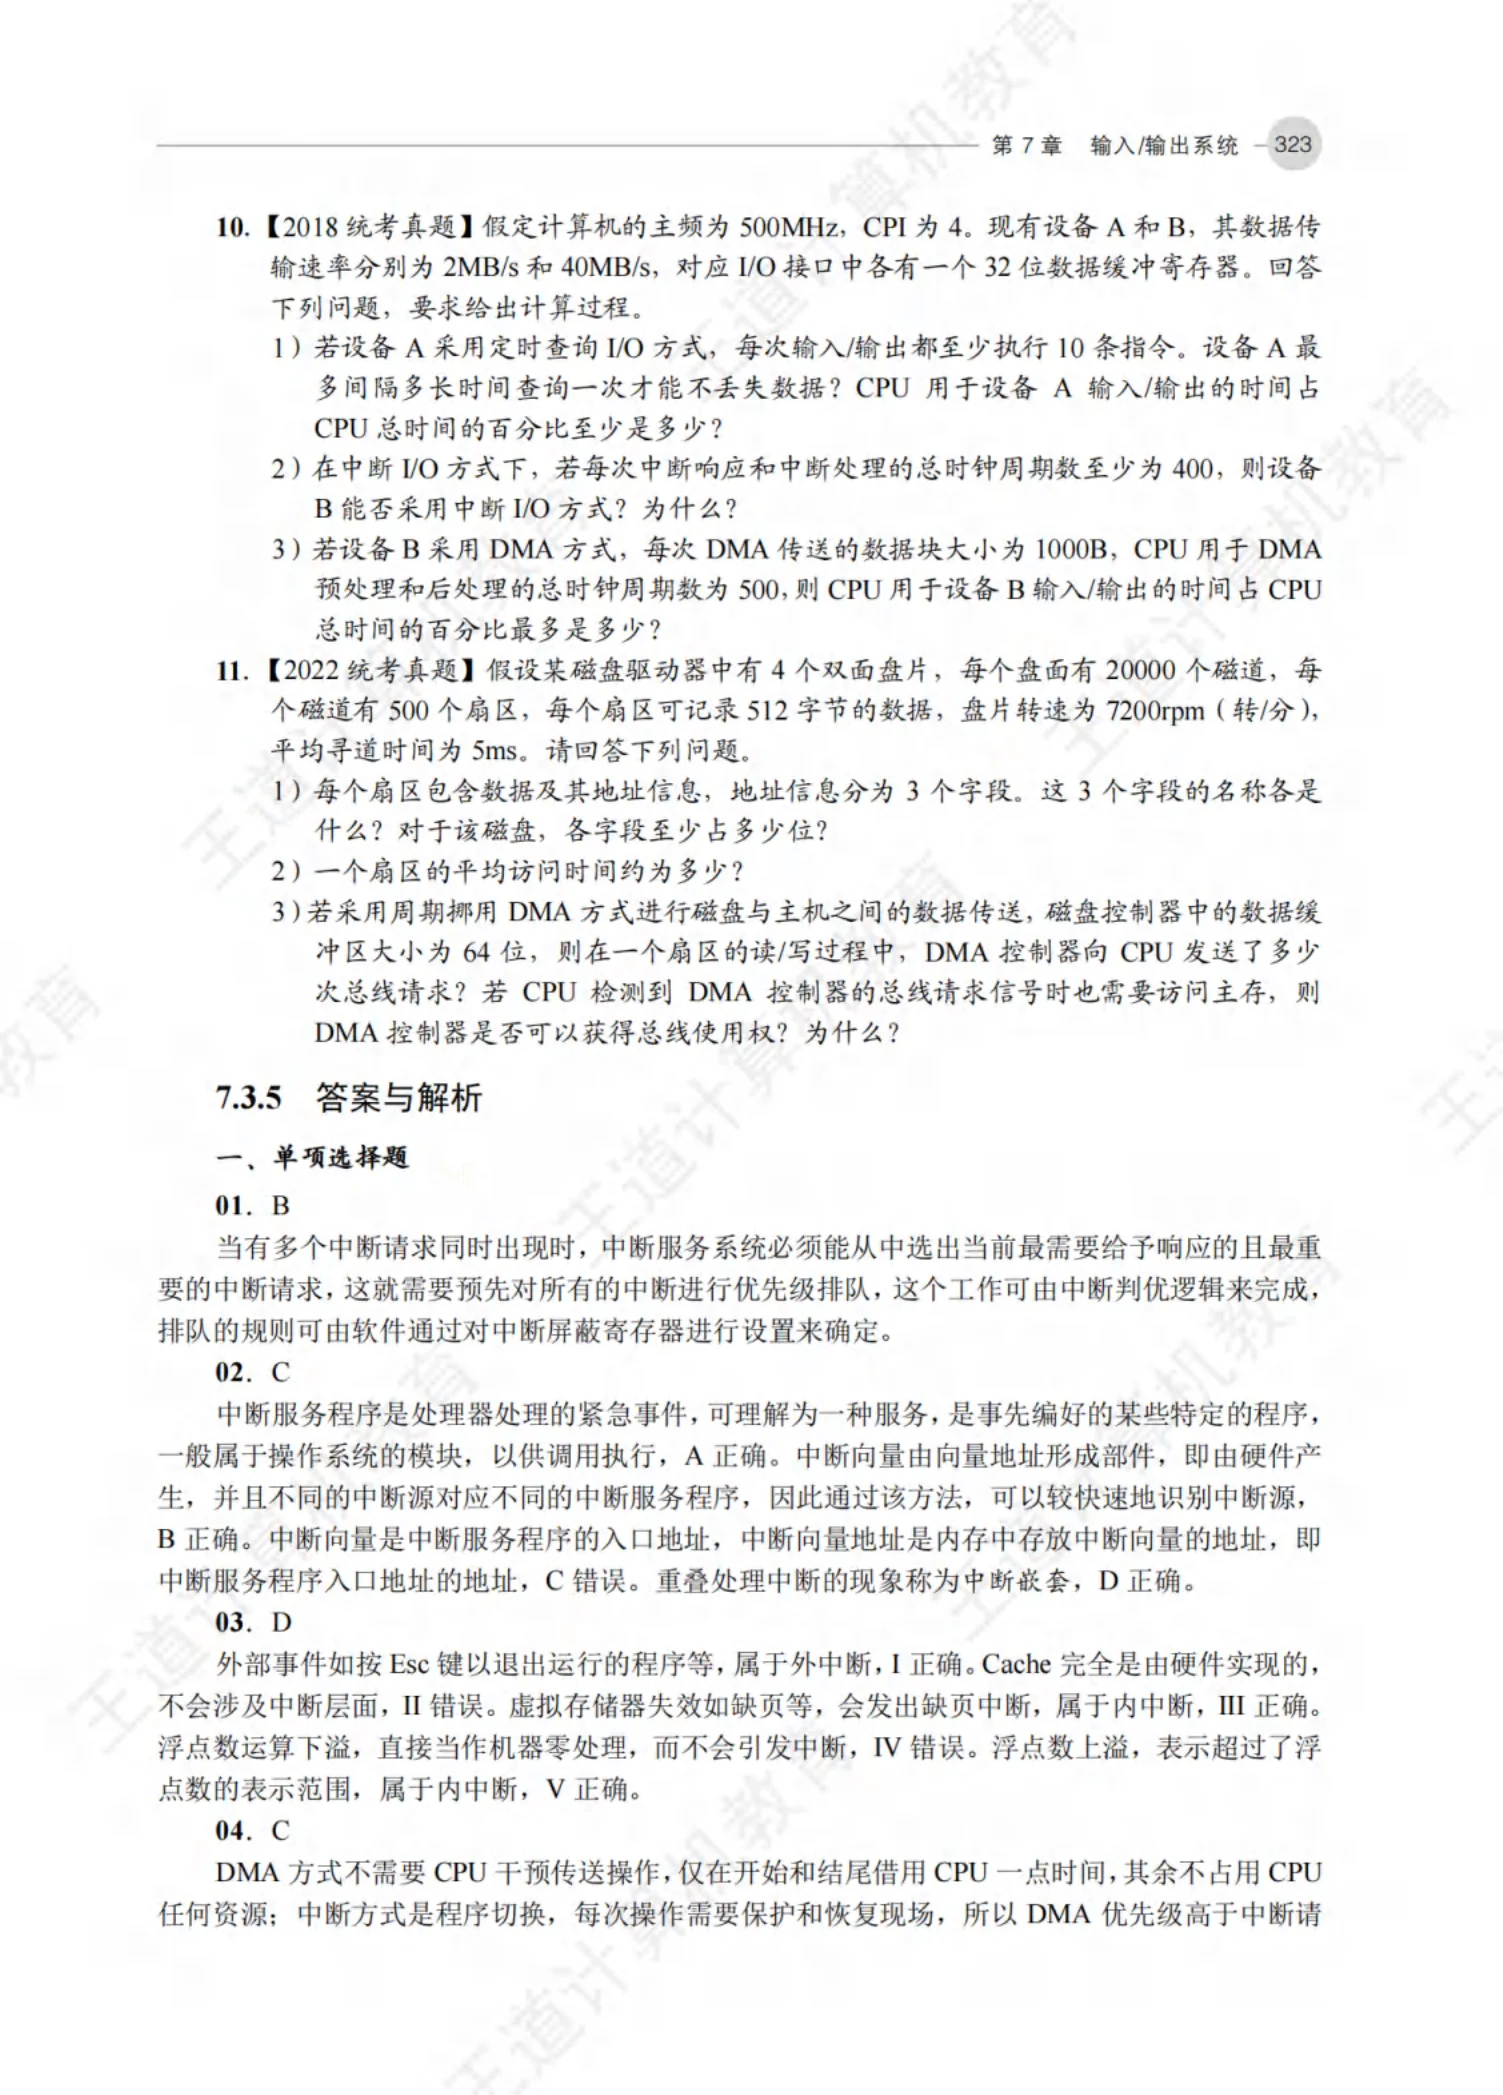 第 7 章 输入/输出系统 323
10. 【2018 统考真题】假定计算机的主频为 500MHz，CPI 为 4。现有设备 A 和 B，其数据传
输速率分别为 2MB/s 和 40MB/s，对应 I/O 接口中各有一个 32 位数据缓冲寄存器。回答
下列问题，要求给出计算过程。
1）若设备 A 采用定时查询 I/O 方式，每次输入/输出都至少执行 10 条指令。设备 A 最
多间隔多长时间查询一次才能不丢失数据？CPU 用于设备 A 输入/输出的时间占
CPU 总时间的百分比至少是多少？
2）在中断 I/O 方式下，若每次中断响应和中断处理的总时钟周期数至少为 400，则设备
B 能否采用中断 I/O 方式？为什么？
3）若设备 B 采用 DMA 方式，每次 DMA 传送的数据块大小为 1000B，CPU 用于 DMA
预处理和后处理的总时钟周期数为 500，则 CPU 用于设备 B 输入/输出的时间占 CPU
总时间的百分比最多是多少？
11. 【2022 统考真题】假设某磁盘驱动器中有 4 个双面盘片，每个盘面有 20000 个磁道，每
个磁道有 500 个扇区，每个扇区可记录 512 字节的数据，盘片转速为 7200rpm（转/分），
平均寻道时间为 5ms。请回答下列问题。
1）每个扇区包含数据及其地址信息，地址信息分为 3 个字段。这 3 个字段的名称各是
什么？对于该磁盘，各字段至少占多少位？
2）一个扇区的平均访问时间约为多少？
3）若采用周期挪用 DMA 方式进行磁盘与主机之间的数据传送，磁盘控制器中的数据缓
冲区大小为 64 位，则在一个扇区的读/写过程中，DMA 控制器向 CPU 发送了多少
次总线请求？若 CPU 检测到 DMA 控制器的总线请求信号时也需要访问主存，则
DMA 控制器是否可以获得总线使用权？为什么？
7.3.5 答案与解析
一、单项选择题
01. B
当有多个中断请求同时出现时，中断服务系统必须能从中选出当前最需要给予响应的且最重
要的中断请求，这就需要预先对所有的中断进行优先级排队，这个工作可由中断判优逻辑来完成，
排队的规则可由软件通过对中断屏蔽寄存器进行设置来确定。
02. C
中断服务程序是处理器处理的紧急事件，可理解为一种服务，是事先编好的某些特定的程序，
一般属于操作系统的模块，以供调用执行，A 正确。中断向量由向量地址形成部件，即由硬件产
生，并且不同的中断源对应不同的中断服务程序，因此通过该方法，可以较快速地识别中断源，
B 正确。中断向量是中断服务程序的入口地址，中断向量地址是内存中存放中断向量的地址，即
中断服务程序入口地址的地址，C 错误。重叠处理中断的现象称为中断嵌套，D 正确。
03. D
外部事件如按 Esc 键以退出运行的程序等，属于外中断，I 正确。Cache 完全是由硬件实现的，
不会涉及中断层面，II 错误。虚拟存储器失效如缺页等，会发出缺页中断，属于内中断，III 正确。
浮点数运算下溢，直接当作机器零处理，而不会引发中断，IV 错误。浮点数上溢，表示超过了浮
点数的表示范围，属于内中断，V 正确。
04. C
DMA 方式不需要 CPU 干预传送操作，仅在开始和结尾借用 CPU 一点时间，其余不占用 CPU
任何资源；中断方式是程序切换，每次操作需要保护和恢复现场，所以 DMA 优先级高于中断请